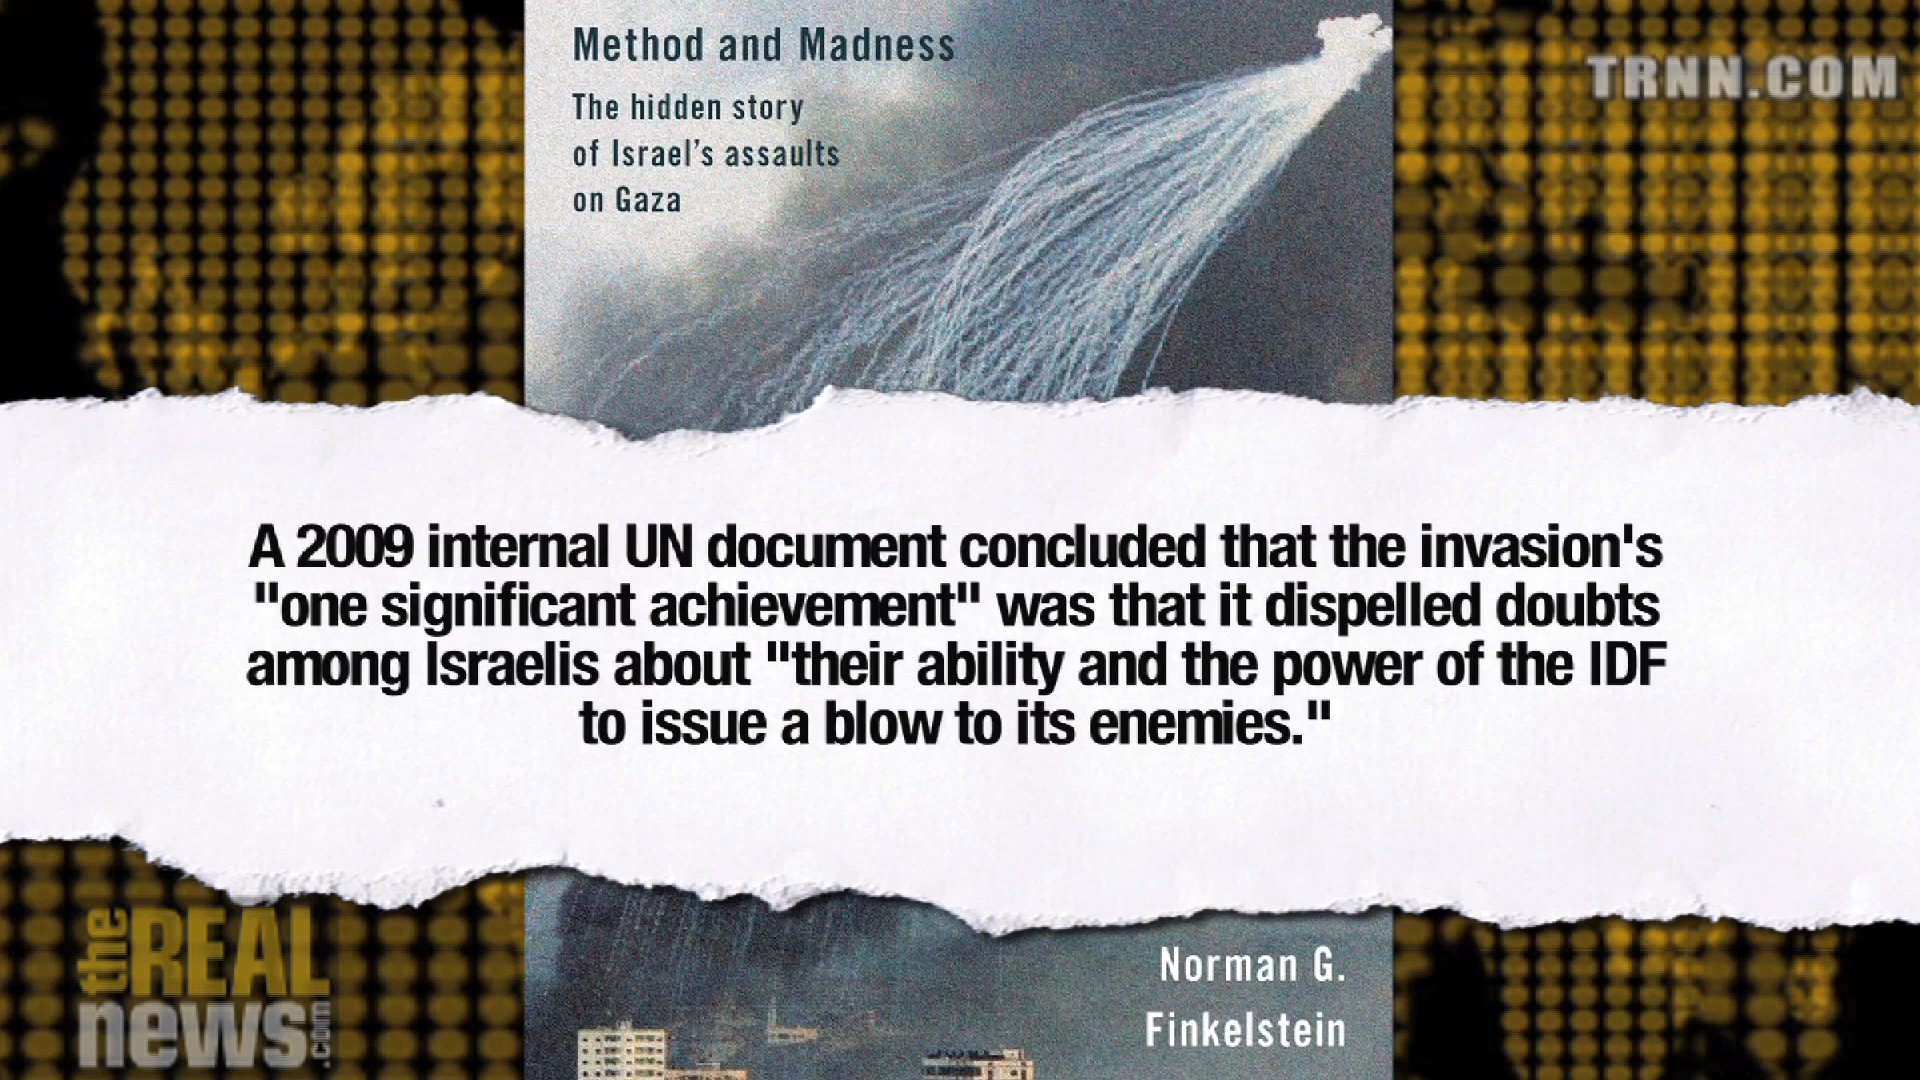 Method and Madness
The hidden story
of Israel's assaults
on Gaza
TRNN.COM
A 2009 internal UN document concluded that the invasion's
"one significant achievement" was that it dispelled doubts
among Israelis about "their ability and the power of the IDF
to issue a blow to its enemies."
the REAL
news.com
Norman G.
Finkelstein